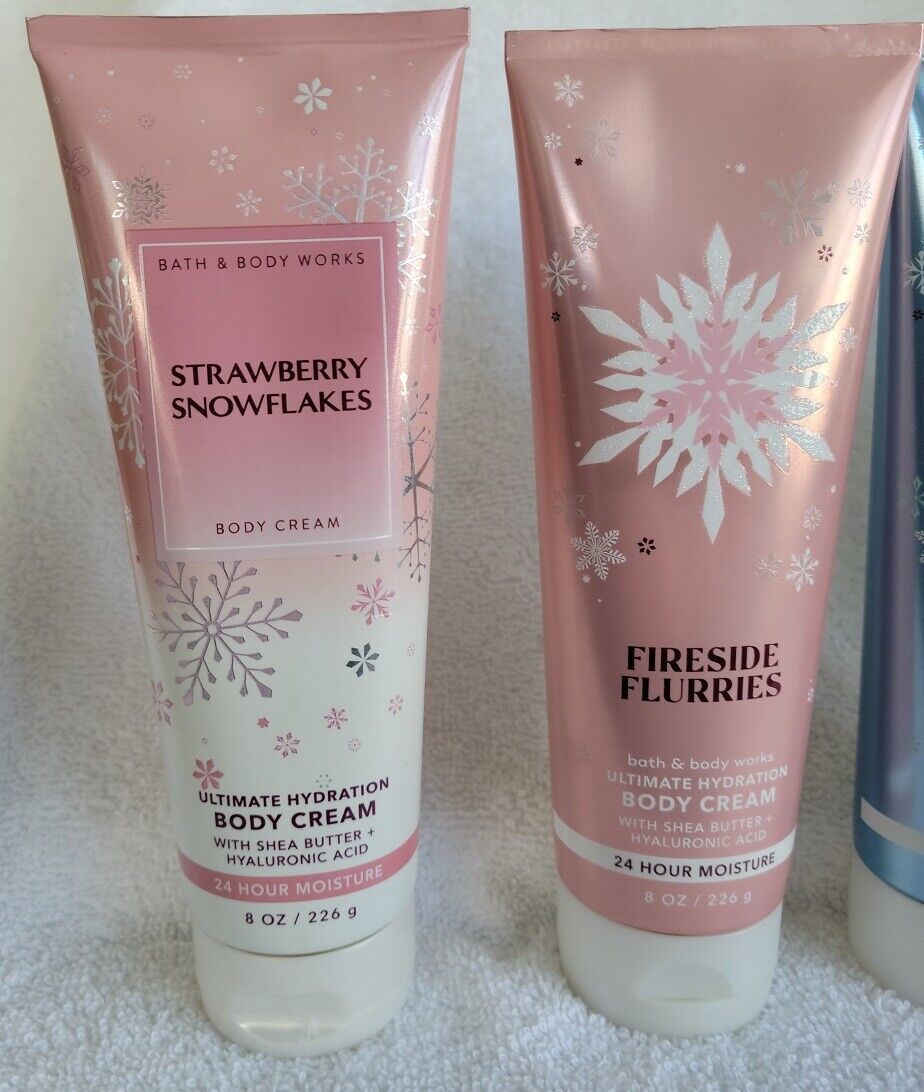 BATH & BODY WORKS
STRAWBERRY
SNOWFLAKES
BODY CREAM
ULTIMATE HYDRATION
BODY CREAM
WITH SHEA BUTTER +
HYALURONIC ACID
24 HOUR MOISTURE
8 OZ / 226 g
FIRESIDE
FLURRIES
bath & body works
ULTIMATE HYDRATION
BODY CREAM
WITH SHEA BUTTER +
HYALURONIC ACID
24 HOUR MOISTURE
8 OZ / 226 g